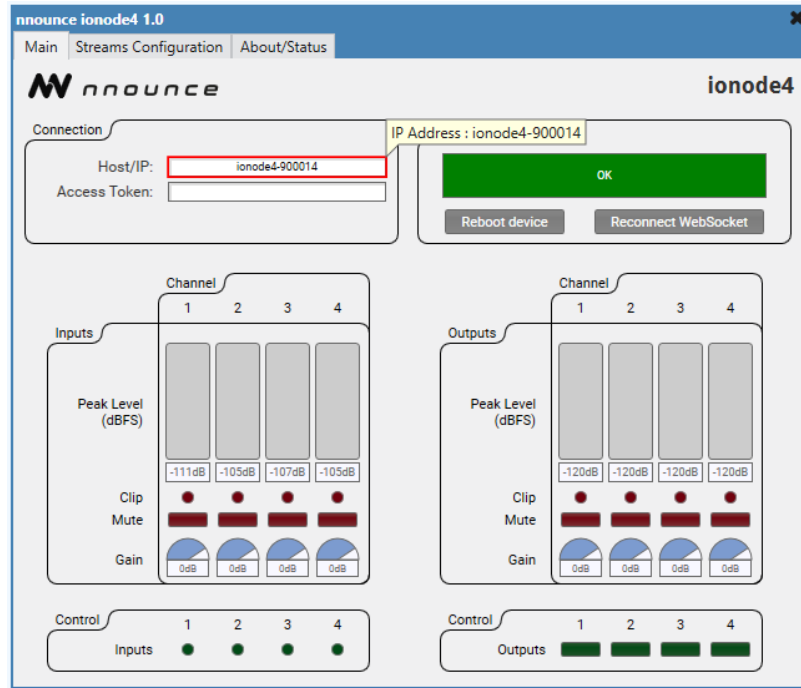 nnounce ionode4 1.0
Main Streams Configuration About/Status
nnounce
ionode4
Connection
IP Address : ionode4-900014
Host/IP: ionode4-900014
Access Token:
OK
Reboot device Reconnect WebSocket
Channel
1 2 3 4
Inputs
Peak Level
(dBFS)
-111dB -105dB -107dB -105dB
Clip
Mute
Gain
0dB 0dB 0dB 0dB
Channel
1 2 3 4
Outputs
Peak Level
(dBFS)
-120dB -120dB -120dB -120dB
Clip
Mute
Gain
0dB 0dB 0dB 0dB
Control
1 2 3 4
Inputs
Control
1 2 3 4
Outputs